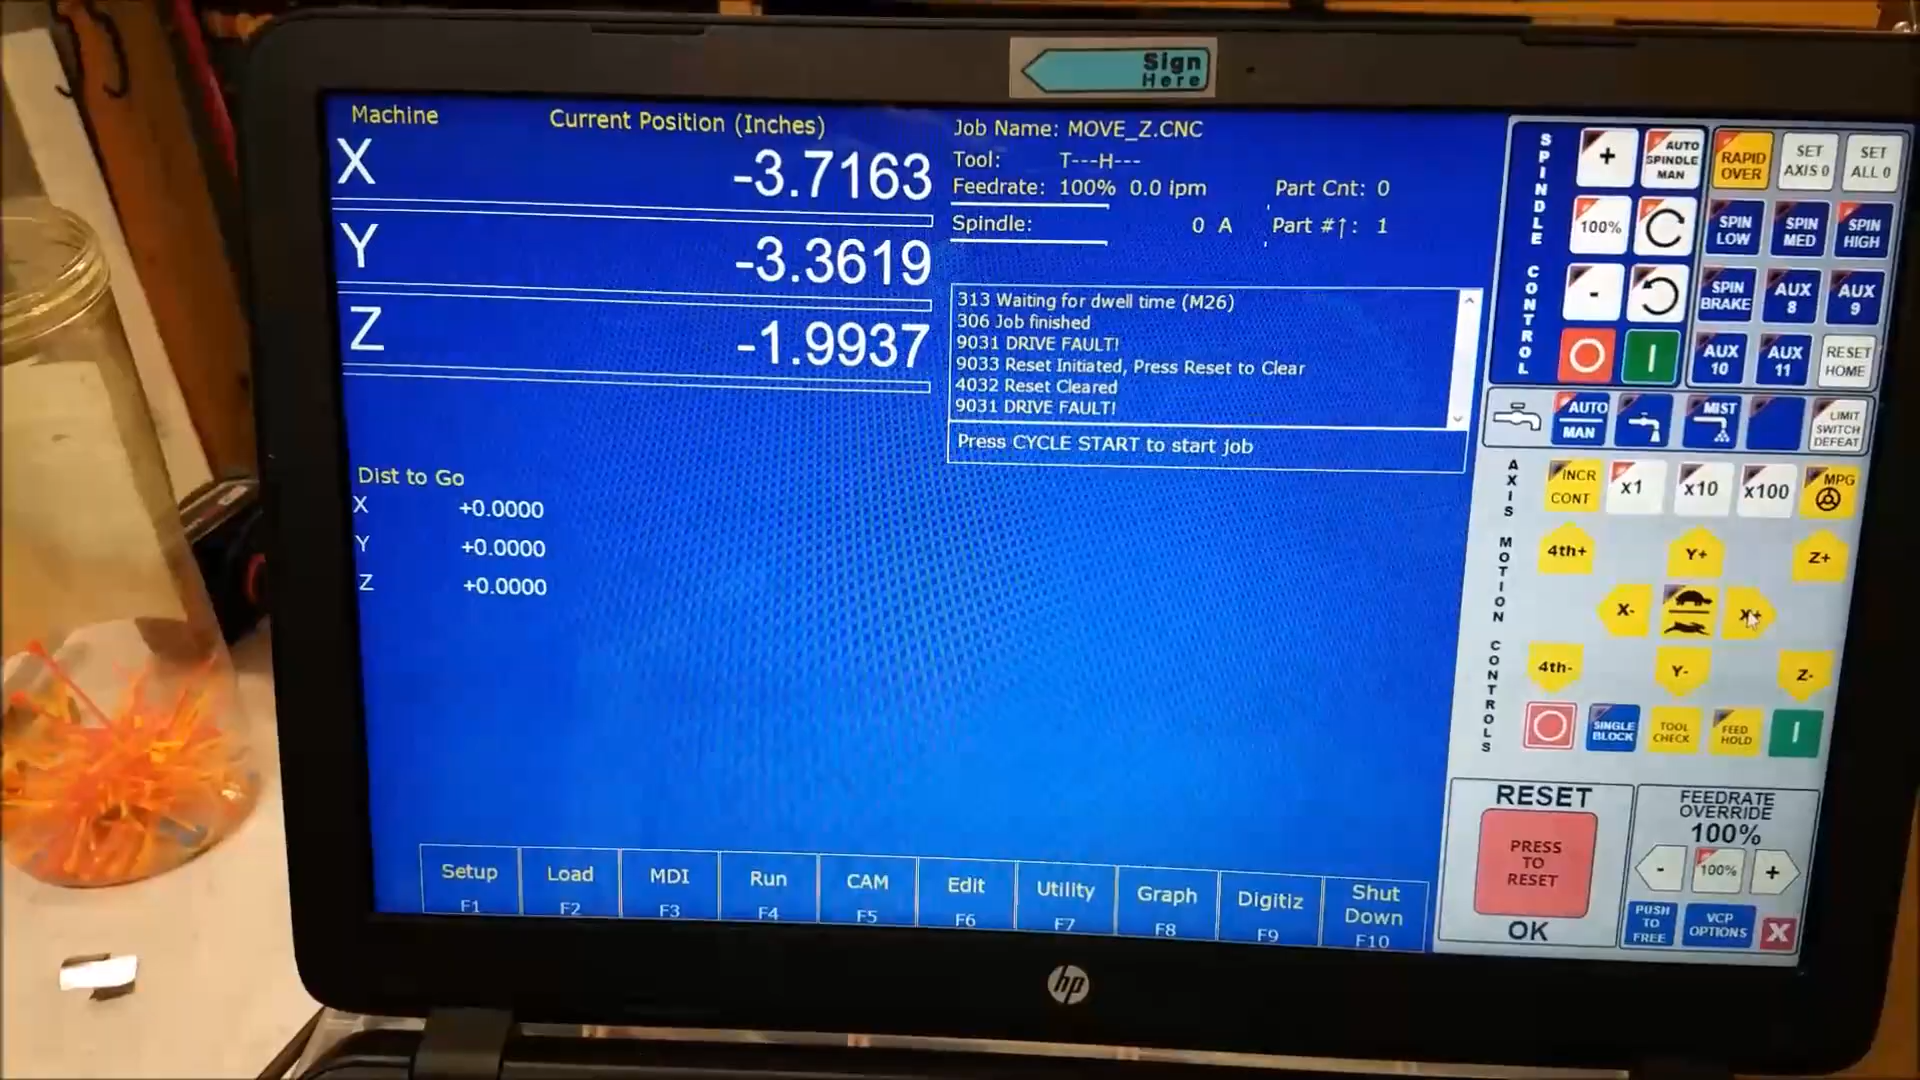 Sign
Here
Machine
Current Position (Inches)
X -3.7163
Y -3.3619
Z -1.9937
Job Name: MOVE_Z.CNC
Tool: T---H---
Feedrate: 100% 0.0 ipm Part Cnt: 0
Spindle: 0 A Part #↑: 1
313 Waiting for dwell time (M26)
306 Job finished
9031 DRIVE FAULT!
9033 Reset Initiated, Press Reset to Clear
4032 Reset Cleared
9031 DRIVE FAULT!
Press CYCLE START to start job
Dist to Go
X +0.0000
Y +0.0000
Z +0.0000
Setup
F1
Load
F2
MDI
F3
Run
F4
CAM
F5
Edit
F6
Utility
F7
Graph
F8
Digitiz
F9
Shut
Down
F10
SPINDLE CONTROL
+
AUTO
SPINDLE
MAN
RAPID
OVER
SET
AXIS 0
SET
ALL 0
100%
SPIN
LOW
SPIN
MED
SPIN
HIGH
-
SPIN
BRAKE
AUX
8
AUX
9
AUX
10
AUX
11
RESET
HOME
AUTO
MAN
MIST
LIMIT
SWITCH
DEFEAT
AXIS MOTION CONTROLS
INCR
CONT
x1
x10
x100
MPG
4th+
Y+
Z+
X-
X+
4th-
Y-
Z-
SINGLE
BLOCK
TOOL
CHECK
FEED
HOLD
RESET
PRESS
TO
RESET
OK
FEEDRATE
OVERRIDE
100%
-
100%
+
PUSH
TO
FREE
VCP
OPTIONS
X
hp